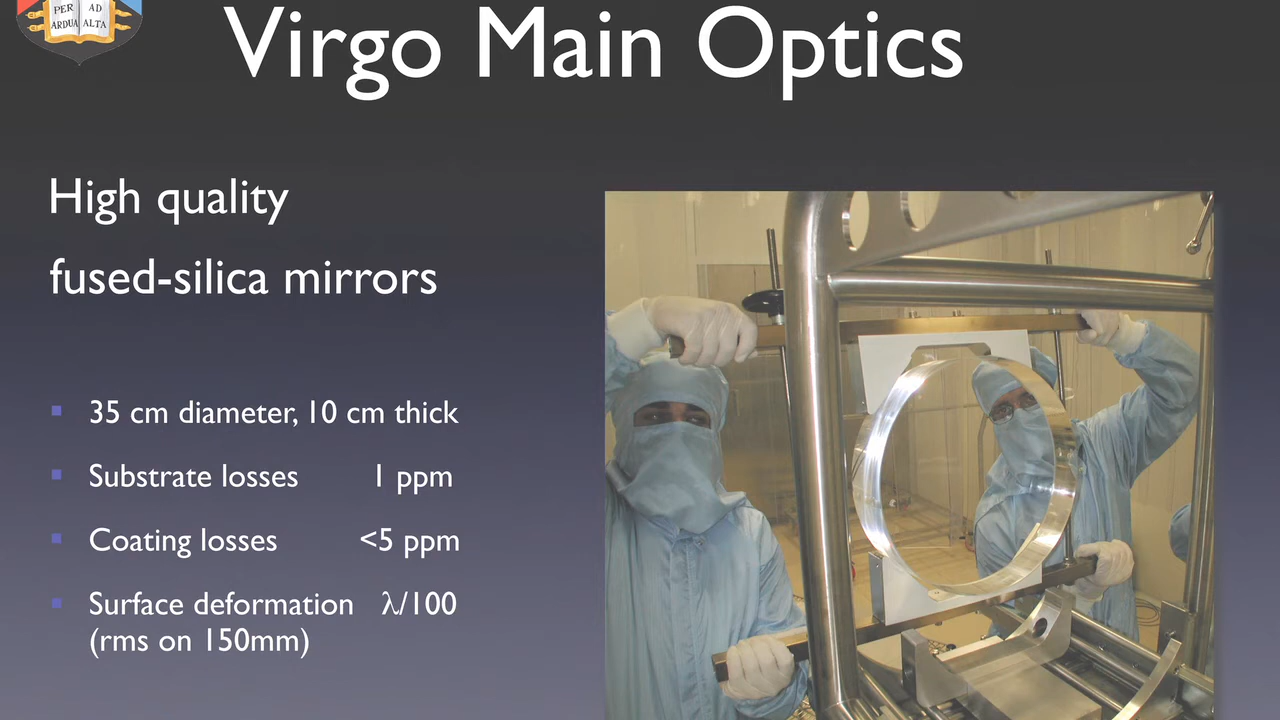 PER AD
ARDUA ALTA
Virgo Main Optics
High quality
fused-silica mirrors
▪ 35 cm diameter, 10 cm thick
▪ Substrate losses 1 ppm
▪ Coating losses <5 ppm
▪ Surface deformation λ/100
(rms on 150mm)